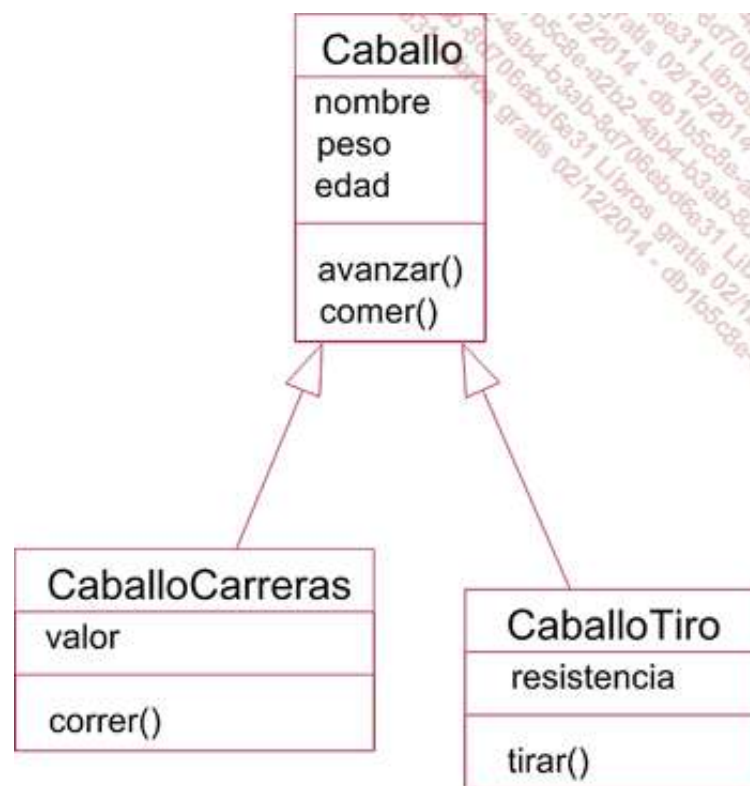 Caballo
nombre
peso
edad
avanzar()
comer()
CaballoCarreras
valor
correr()
CaballoTiro
resistencia
tirar()